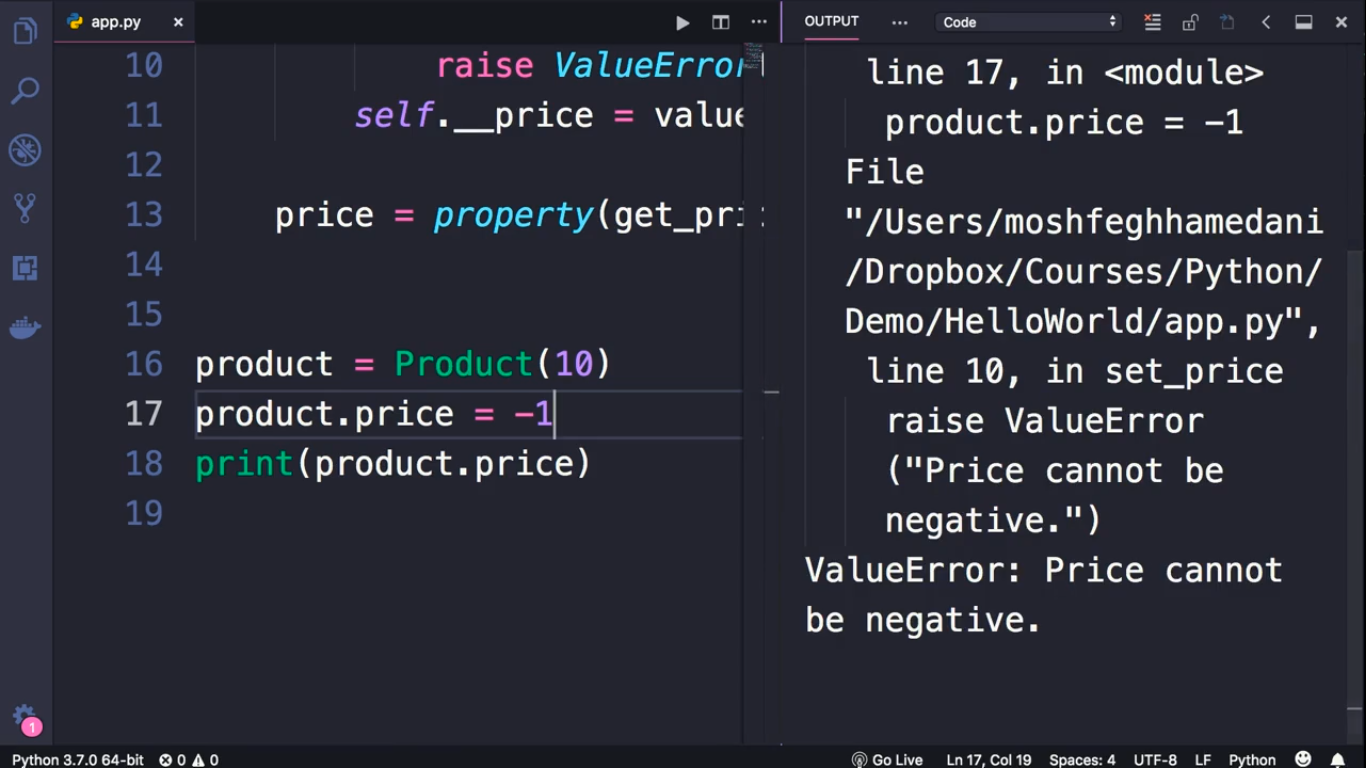 app.py
OUTPUT
Code
10 raise ValueError
11 self.__price = value
12
13 price = property(get_pri
14
15
16 product = Product(10)
17 product.price = -1
18 print(product.price)
19
line 17, in <module>
product.price = -1
File
"/Users/moshfeghhamedani
/Dropbox/Courses/Python/
Demo/HelloWorld/app.py",
line 10, in set_price
raise ValueError
("Price cannot be
negative.")
ValueError: Price cannot
be negative.
1
Python 3.7.0 64-bit 0 0 Go Live Ln 17, Col 19 Spaces: 4 UTF-8 LF Python